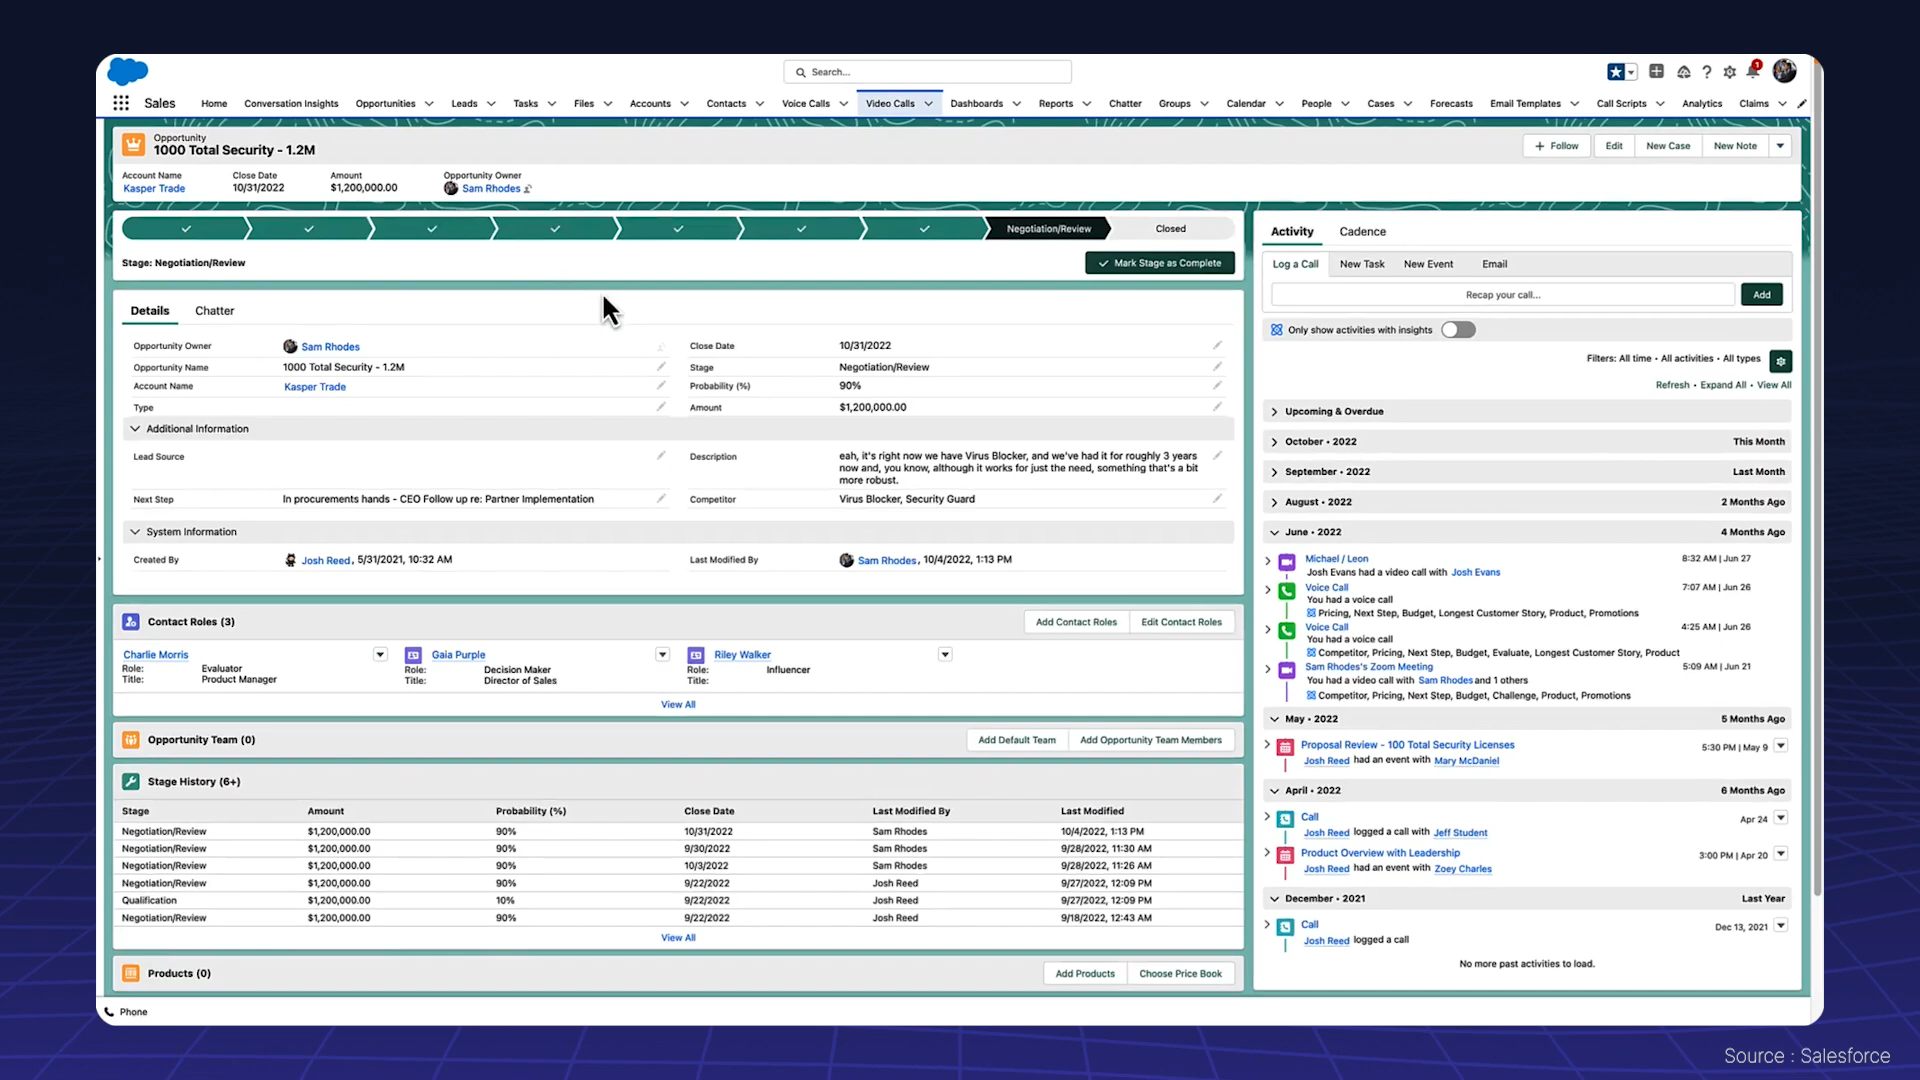 Search...
1
Sales
Home
Conversation Insights
Opportunities
Leads
Tasks
Files
Accounts
Contacts
Voice Calls
Video Calls
Dashboards
Reports
Chatter
Groups
Calendar
People
Cases
Forecasts
Email Templates
Call Scripts
Analytics
Claims
Opportunity
1000 Total Security - 1.2M
+ Follow
Edit
New Case
New Note
Account Name
Kasper Trade
Close Date
10/31/2022
Amount
$1,200,000.00
Opportunity Owner
Sam Rhodes
Negotiation/Review
Closed
Stage: Negotiation/Review
Mark Stage as Complete
Details
Chatter
Opportunity Owner
Sam Rhodes
Close Date
10/31/2022
Opportunity Name
1000 Total Security - 1.2M
Stage
Negotiation/Review
Account Name
Kasper Trade
Probability (%)
90%
Type
Amount
$1,200,000.00
Additional Information
Lead Source
Description
eah, it's right now we have Virus Blocker, and we've had it for roughly 3 years
now and, you know, although it works for just the need, something that's a bit
more robust.
Next Step
In procurements hands - CEO Follow up re: Partner Implementation
Competitor
Virus Blocker, Security Guard
System Information
Created By
Josh Reed, 5/31/2021, 10:32 AM
Last Modified By
Sam Rhodes, 10/4/2022, 1:13 PM
Contact Roles (3)
Add Contact Roles
Edit Contact Roles
Charlie Morris
Role: Evaluator
Title: Product Manager
Gaia Purple
Role: Decision Maker
Title: Director of Sales
Riley Walker
Role: Influencer
Title:
View All
Opportunity Team (0)
Add Default Team
Add Opportunity Team Members
Stage History (6+)
Stage Amount Probability (%) Close Date Last Modified By Last Modified
Negotiation/Review $1,200,000.00 90% 10/31/2022 Sam Rhodes 10/4/2022, 1:13 PM
Negotiation/Review $1,200,000.00 90% 9/30/2022 Sam Rhodes 9/28/2022, 11:30 AM
Negotiation/Review $1,200,000.00 90% 10/3/2022 Sam Rhodes 9/28/2022, 11:26 AM
Negotiation/Review $1,200,000.00 90% 9/22/2022 Josh Reed 9/27/2022, 12:09 PM
Qualification $1,200,000.00 10% 9/22/2022 Josh Reed 9/27/2022, 12:09 PM
Negotiation/Review $1,200,000.00 90% 9/22/2022 Josh Reed 9/18/2022, 12:43 AM
View All
Products (0)
Add Products
Choose Price Book
Activity
Cadence
Log a Call
New Task
New Event
Email
Recap your call...
Add
Only show activities with insights
Filters: All time • All activities • All types
Refresh • Expand All • View All
Upcoming & Overdue
October • 2022 This Month
September • 2022 Last Month
August • 2022 2 Months Ago
June • 2022 4 Months Ago
Michael / Leon 8:32 AM | Jun 27
Josh Evans had a video call with Josh Evans
Voice Call 7:07 AM | Jun 26
You had a voice call
Pricing, Next Step, Budget, Longest Customer Story, Product, Promotions
Voice Call 4:25 AM | Jun 26
You had a voice call
Competitor, Pricing, Next Step, Budget, Evaluate, Longest Customer Story, Product
Sam Rhodes's Zoom Meeting 5:09 AM | Jun 21
You had a video call with Sam Rhodes and 1 others
Competitor, Pricing, Next Step, Budget, Challenge, Product, Promotions
May • 2022 5 Months Ago
Proposal Review - 100 Total Security Licenses 5:30 PM | May 9
Josh Reed had an event with Mary McDaniel
April • 2022 6 Months Ago
Call Apr 24
Josh Reed logged a call with Jeff Student
Product Overview with Leadership 3:00 PM | Apr 20
Josh Reed had an event with Zoey Charles
December • 2021 Last Year
Call Dec 13, 2021
Josh Reed logged a call
No more past activities to load.
Phone
Source : Salesforce